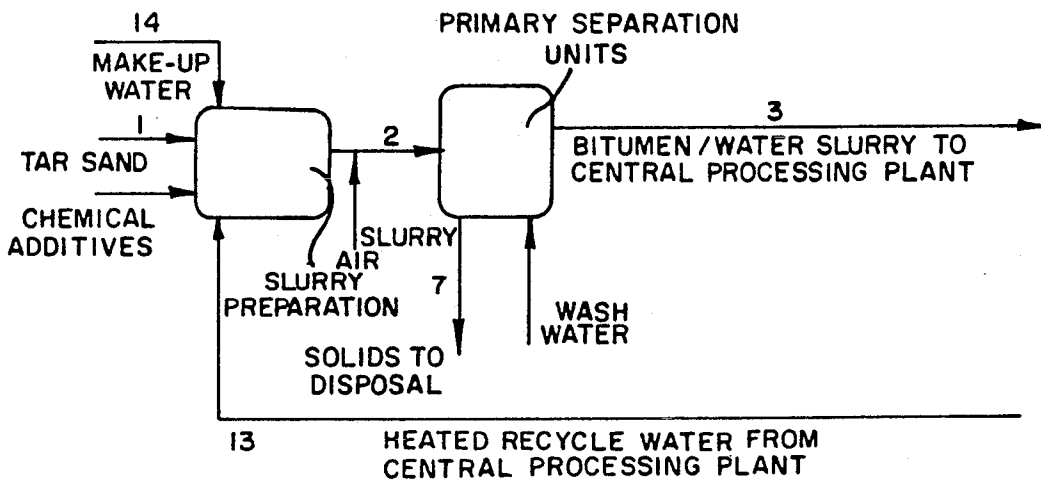 14
MAKE-UP
WATER
1
TAR SAND
CHEMICAL
ADDITIVES
PRIMARY SEPARATION
UNITS
2
3
BITUMEN/WATER SLURRY TO
CENTRAL PROCESSING PLANT
SLURRY
AIR
SLURRY
PREPARATION
7
WASH
WATER
SOLIDS TO
DISPOSAL
13
HEATED RECYCLE WATER FROM
CENTRAL PROCESSING PLANT